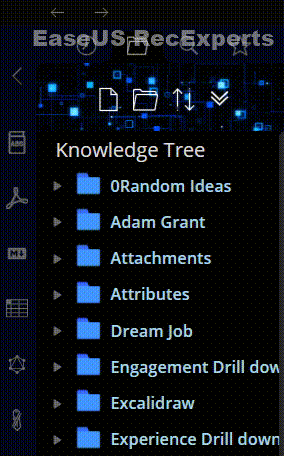 EaseUS RecExperts
ABS
M
Knowledge Tree
0Random Ideas
Adam Grant
Attachments
Attributes
Dream Job
Engagement Drill dow
Excalidraw
Experience Drill down